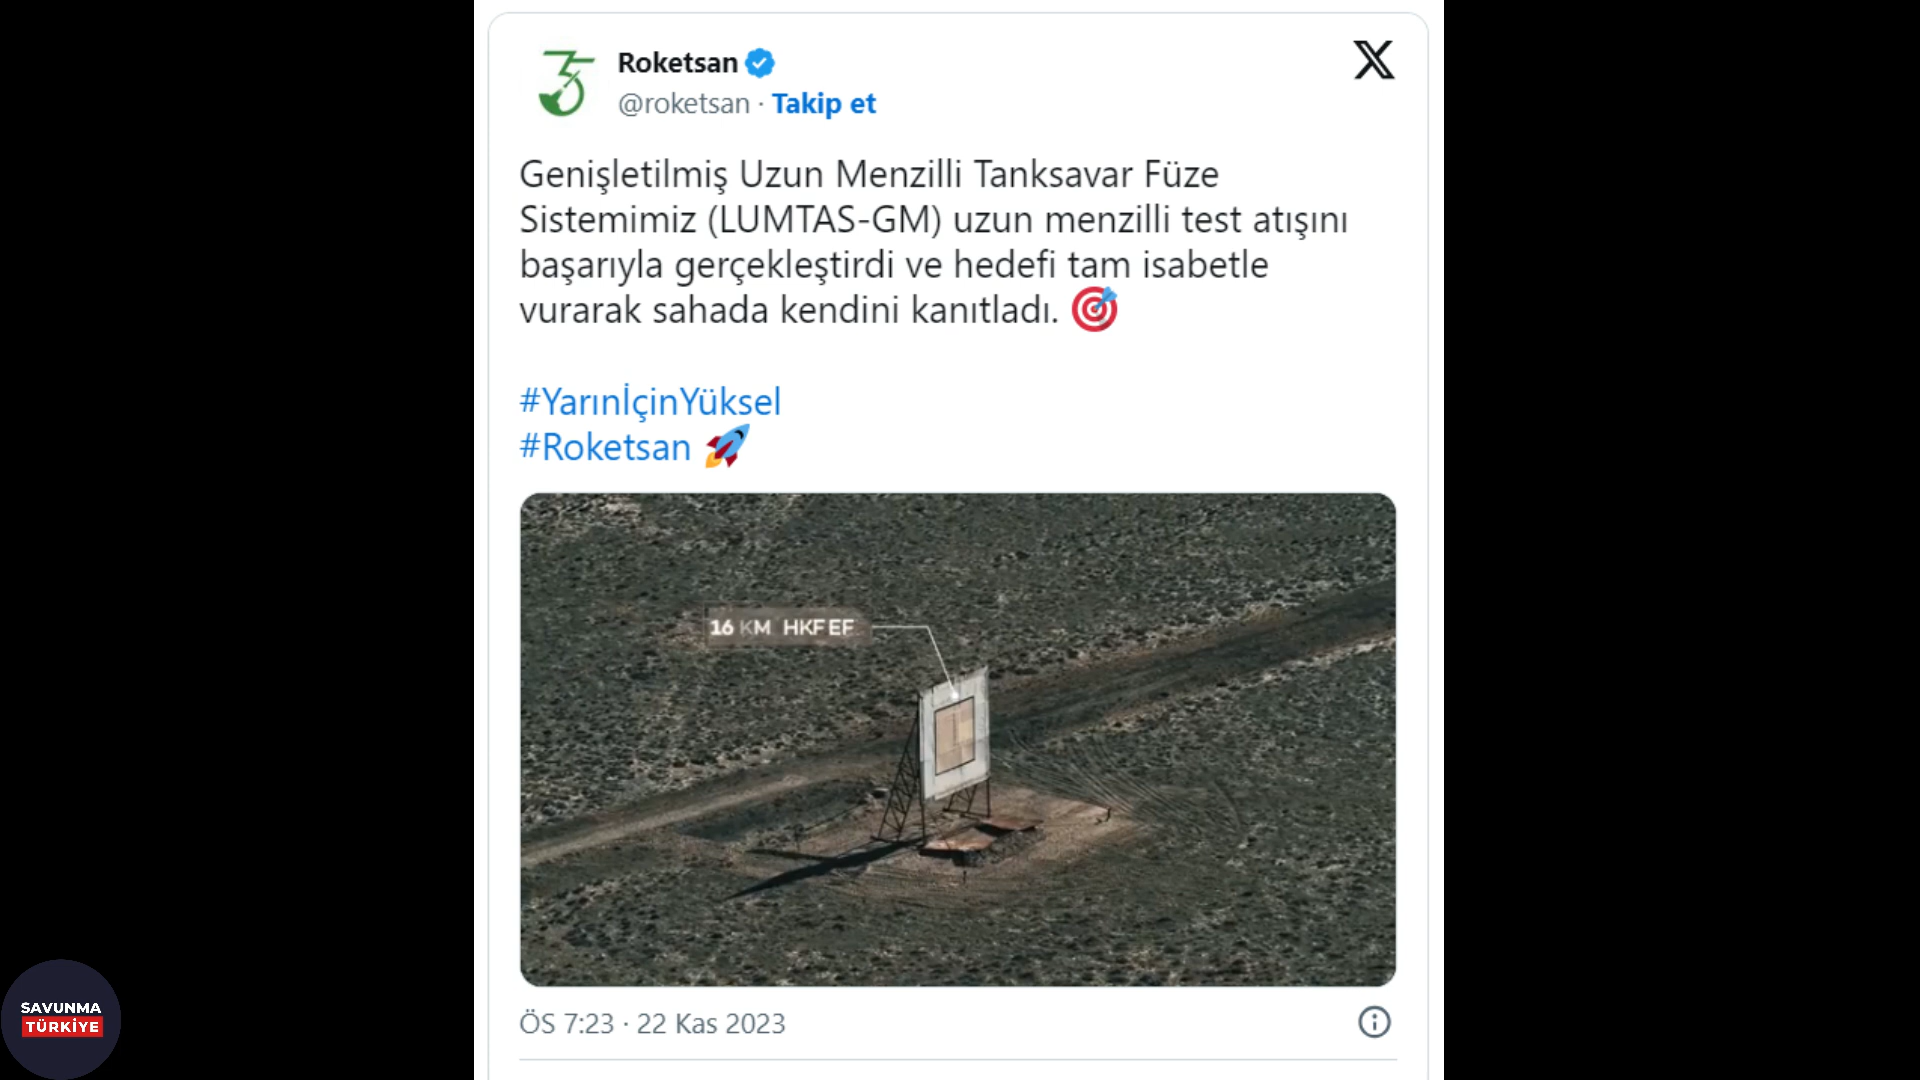 Roketsan
@roketsan · Takip et
Genişletilmiş Uzun Menzilli Tanksavar Füze
Sistemimiz (LUMTAS-GM) uzun menzilli test atışını
başarıyla gerçekleştirdi ve hedefi tam isabetle
vurarak sahada kendini kanıtladı. 🎯
#YarınİçinYüksel
#Roketsan 🚀
16 KM HKFEF
ÖS 7:23 · 22 Kas 2023
SAVUNMA
TÜRKİYE